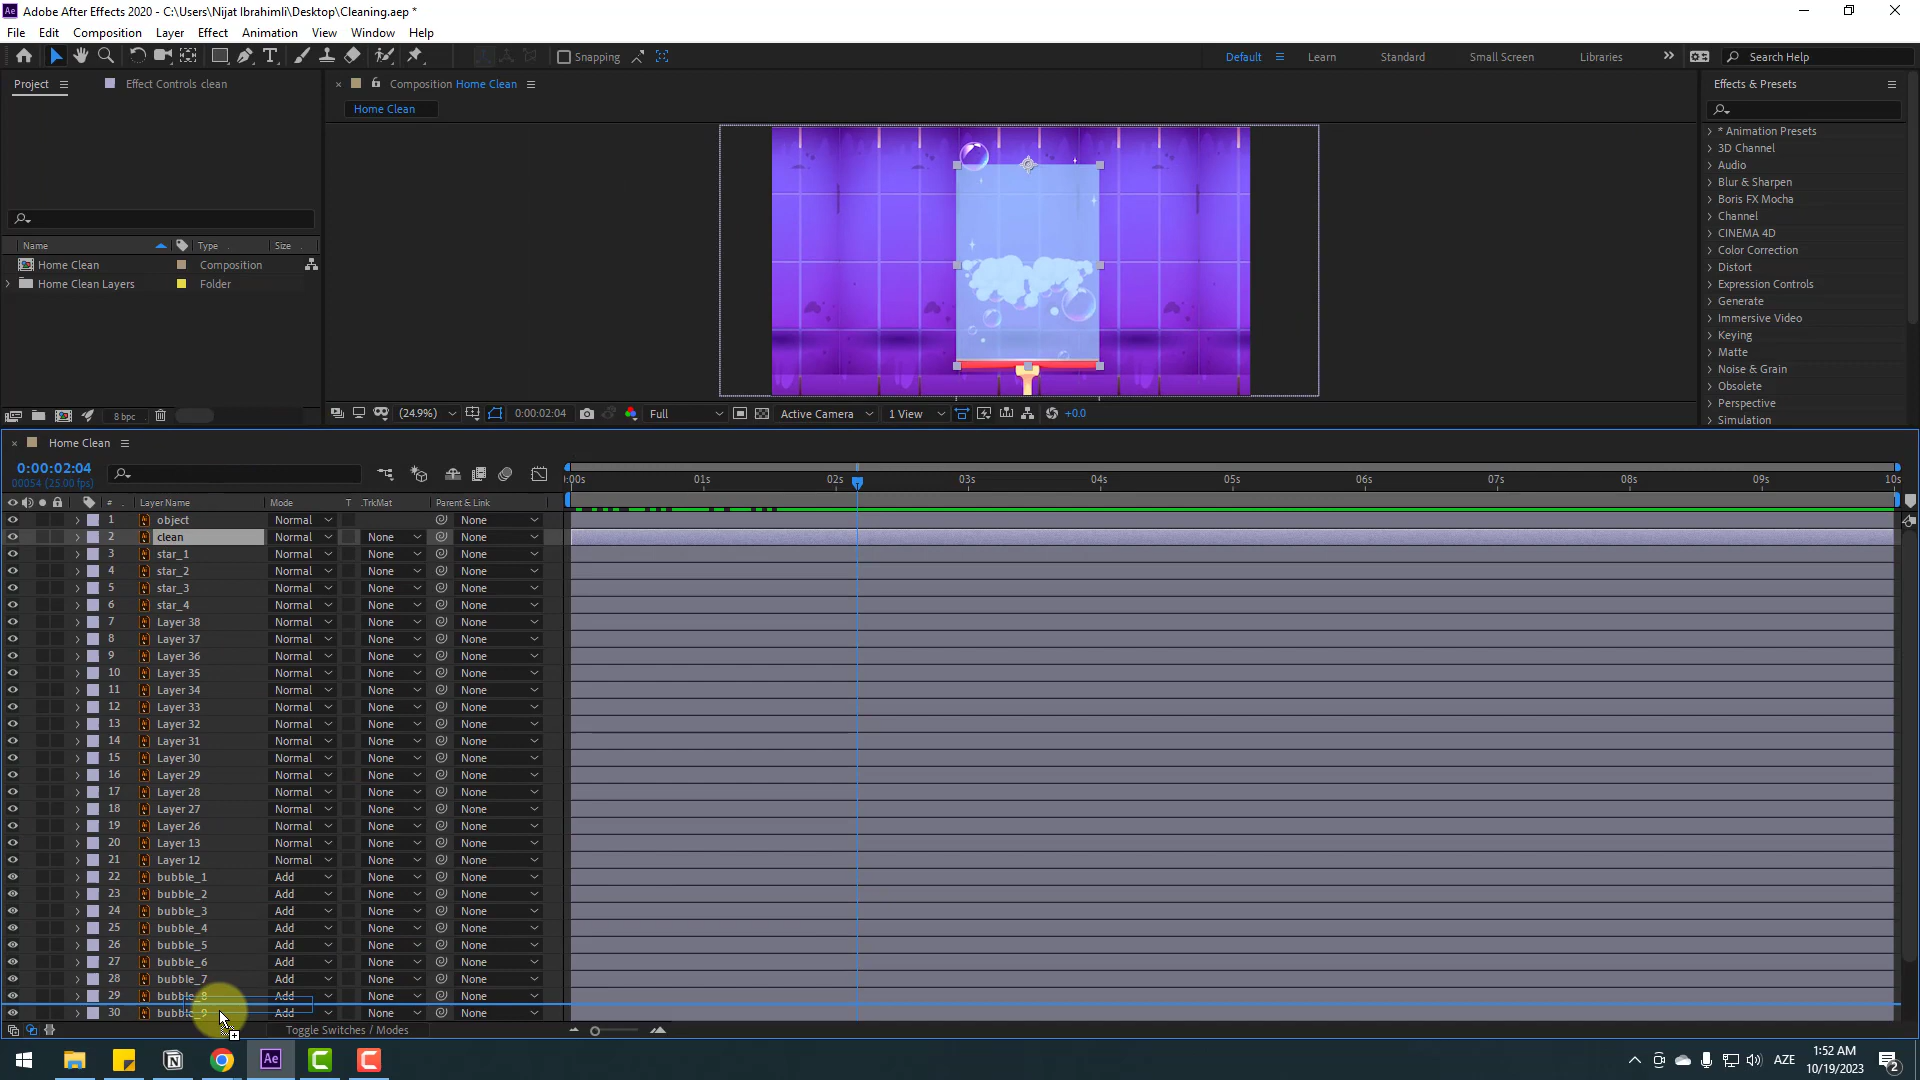 Adobe After Effects 2020 - C:\Users\Nijat Ibrahimli\Desktop\Cleaning.aep *
File Edit Composition Layer Effect Animation View Window Help
Snapping Default Learn Standard Small Screen Libraries Search Help
Project Effect Controls clean Composition Home Clean Effects & Presets
Home Clean
Name Type Size
Home Clean Composition
Home Clean Layers Folder
* Animation Presets
3D Channel
Audio
Blur & Sharpen
Boris FX Mocha
Channel
CINEMA 4D
Color Correction
Distort
Expression Controls
Generate
Immersive Video
Keying
Matte
Noise & Grain
Obsolete
Perspective
Simulation
8 bpc (24.9%) 0:00:02:04 Full Active Camera 1 View +0.0
Home Clean
0:00:02:04
00054 (25.00 fps)
:00s 01s 02s 03s 04s 05s 06s 07s 08s 09s 10s
# Layer Name Mode T .TrkMat Parent & Link
1 object Normal None
2 clean Normal None None
3 star_1 Normal None None
4 star_2 Normal None None
5 star_3 Normal None None
6 star_4 Normal None None
7 Layer 38 Normal None None
8 Layer 37 Normal None None
9 Layer 36 Normal None None
10 Layer 35 Normal None None
11 Layer 34 Normal None None
12 Layer 33 Normal None None
13 Layer 32 Normal None None
14 Layer 31 Normal None None
15 Layer 30 Normal None None
16 Layer 29 Normal None None
17 Layer 28 Normal None None
18 Layer 27 Normal None None
19 Layer 26 Normal None None
20 Layer 13 Normal None None
21 Layer 12 Normal None None
22 bubble_1 Add None None
23 bubble_2 Add None None
24 bubble_3 Add None None
25 bubble_4 Add None None
26 bubble_5 Add None None
27 bubble_6 Add None None
28 bubble_7 Add None None
29 bubble_8 Add None None
30 bubble_9 Add None None
Toggle Switches / Modes
Ae AZE 1:52 AM
10/19/2023 2